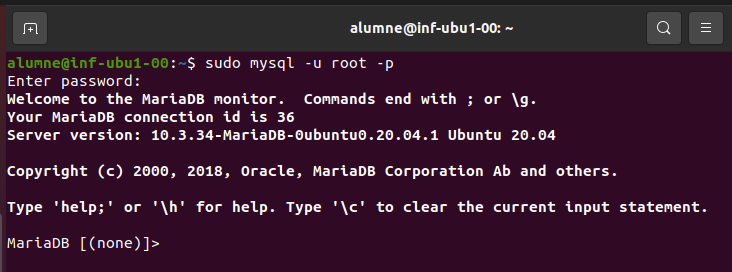 alumne@inf-ubu1-00: ~
alumne@inf-ubu1-00:~$ sudo mysql -u root -p
Enter password:
Welcome to the MariaDB monitor.  Commands end with ; or \g.
Your MariaDB connection id is 36
Server version: 10.3.34-MariaDB-0ubuntu0.20.04.1 Ubuntu 20.04
Copyright (c) 2000, 2018, Oracle, MariaDB Corporation Ab and others.
Type 'help;' or '\h' for help. Type '\c' to clear the current input statement.
MariaDB [(none)]>